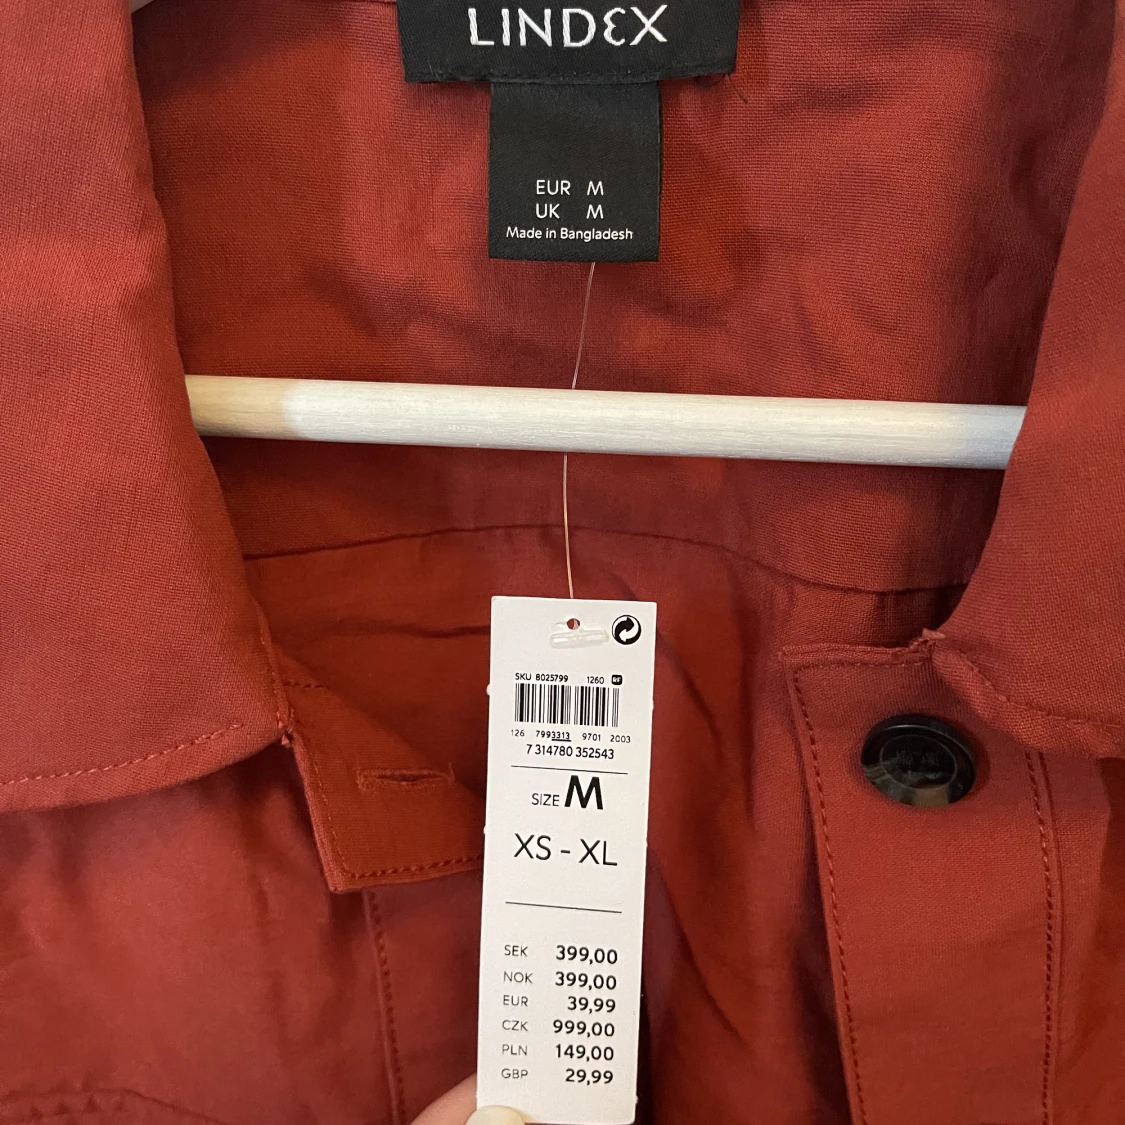 LINDEX
EUR M
UK M
Made in Bangladesh
SKU 8025799 1260 RF
126 7993313 9701 2003
7 314780 352543
SIZE M
XS - XL
SEK 399,00
NOK 399,00
EUR 39,99
CZK 999,00
PLN 149,00
GBP 29,99